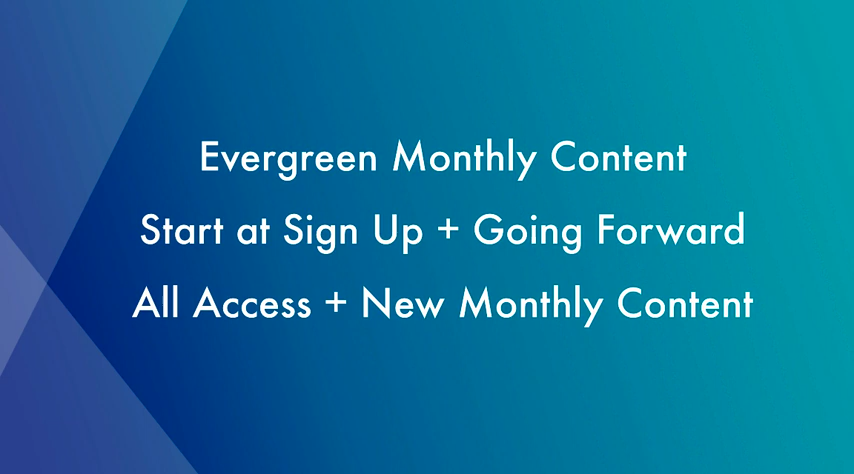 Evergreen Monthly Content
Start at Sign Up + Going Forward
All Access + New Monthly Content